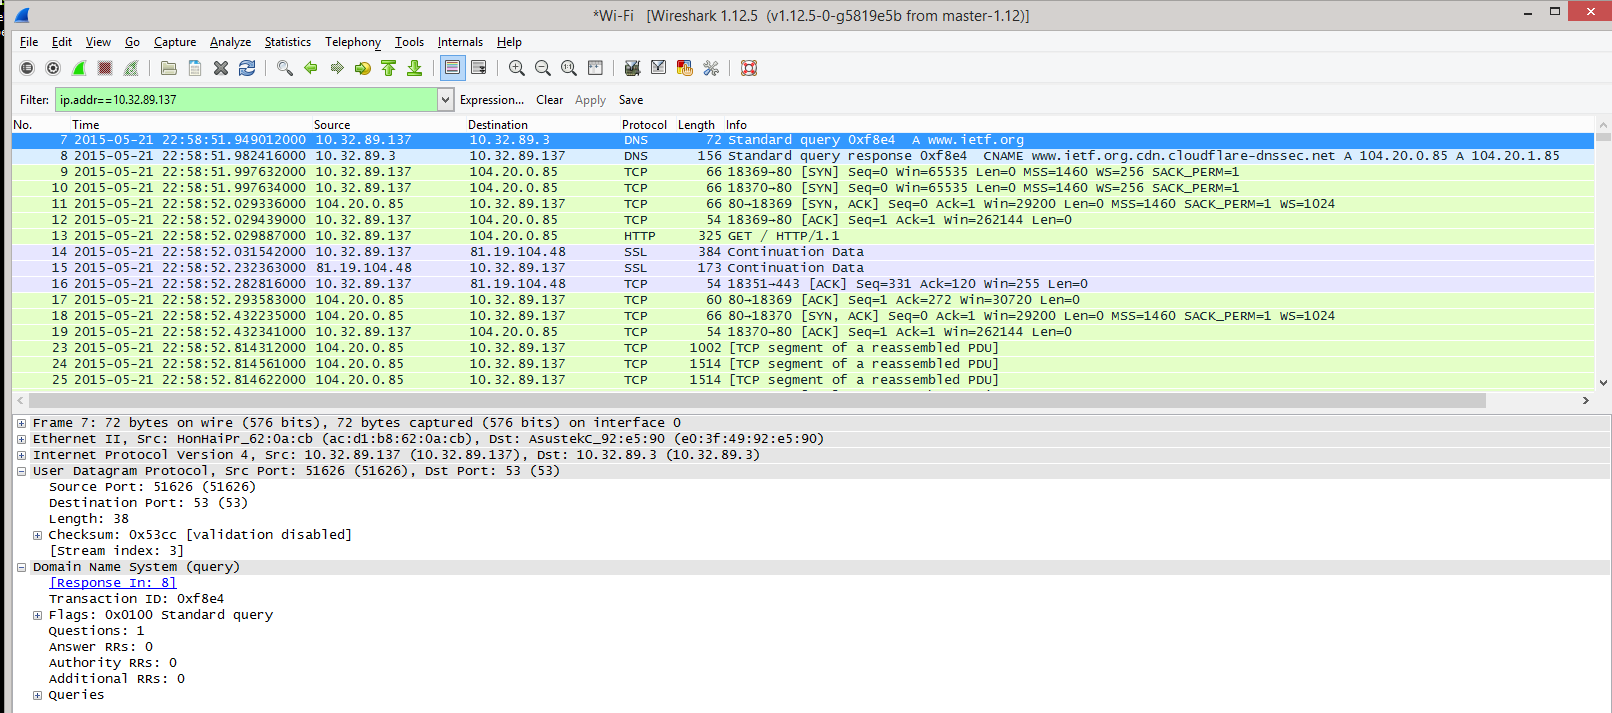 *Wi-Fi [Wireshark 1.12.5 (v1.12.5-0-g5819e5b from master-1.12)]
File Edit View Go Capture Analyze Statistics Telephony Tools Internals Help
Filter: ip.addr==10.32.89.137 Expression... Clear Apply Save
No. Time Source Destination Protocol Length Info
7 2015-05-21 22:58:51.949012000 10.32.89.137 10.32.89.3 DNS 72 Standard query 0xf8e4 A www.ietf.org
8 2015-05-21 22:58:51.982416000 10.32.89.3 10.32.89.137 DNS 156 Standard query response 0xf8e4 CNAME www.ietf.org.cdn.cloudflare-dnssec.net A 104.20.0.85 A 104.20.1.85
9 2015-05-21 22:58:51.997632000 10.32.89.137 104.20.0.85 TCP 66 18369→80 [SYN] Seq=0 Win=65535 Len=0 MSS=1460 WS=256 SACK_PERM=1
10 2015-05-21 22:58:51.997634000 10.32.89.137 104.20.0.85 TCP 66 18370→80 [SYN] Seq=0 Win=65535 Len=0 MSS=1460 WS=256 SACK_PERM=1
11 2015-05-21 22:58:52.029336000 104.20.0.85 10.32.89.137 TCP 66 80→18369 [SYN, ACK] Seq=0 Ack=1 Win=29200 Len=0 MSS=1460 SACK_PERM=1 WS=1024
12 2015-05-21 22:58:52.029439000 10.32.89.137 104.20.0.85 TCP 54 18369→80 [ACK] Seq=1 Ack=1 Win=262144 Len=0
13 2015-05-21 22:58:52.029887000 10.32.89.137 104.20.0.85 HTTP 325 GET / HTTP/1.1
14 2015-05-21 22:58:52.031542000 10.32.89.137 81.19.104.48 SSL 384 Continuation Data
15 2015-05-21 22:58:52.232363000 81.19.104.48 10.32.89.137 SSL 173 Continuation Data
16 2015-05-21 22:58:52.282816000 10.32.89.137 81.19.104.48 TCP 54 18351→443 [ACK] Seq=331 Ack=120 Win=255 Len=0
17 2015-05-21 22:58:52.293583000 104.20.0.85 10.32.89.137 TCP 60 80→18369 [ACK] Seq=1 Ack=272 Win=30720 Len=0
18 2015-05-21 22:58:52.432235000 104.20.0.85 10.32.89.137 TCP 66 80→18370 [SYN, ACK] Seq=0 Ack=1 Win=29200 Len=0 MSS=1460 SACK_PERM=1 WS=1024
19 2015-05-21 22:58:52.432341000 10.32.89.137 104.20.0.85 TCP 54 18370→80 [ACK] Seq=1 Ack=1 Win=262144 Len=0
23 2015-05-21 22:58:52.814312000 104.20.0.85 10.32.89.137 TCP 1002 [TCP segment of a reassembled PDU]
24 2015-05-21 22:58:52.814561000 104.20.0.85 10.32.89.137 TCP 1514 [TCP segment of a reassembled PDU]
25 2015-05-21 22:58:52.814622000 104.20.0.85 10.32.89.137 TCP 1514 [TCP segment of a reassembled PDU]
Frame 7: 72 bytes on wire (576 bits), 72 bytes captured (576 bits) on interface 0
Ethernet II, Src: HonHaiPr_62:0a:cb (ac:d1:b8:62:0a:cb), Dst: AsustekC_92:e5:90 (e0:3f:49:92:e5:90)
Internet Protocol Version 4, Src: 10.32.89.137 (10.32.89.137), Dst: 10.32.89.3 (10.32.89.3)
User Datagram Protocol, Src Port: 51626 (51626), Dst Port: 53 (53)
Source Port: 51626 (51626)
Destination Port: 53 (53)
Length: 38
Checksum: 0x53cc [validation disabled]
[Stream index: 3]
Domain Name System (query)
[Response In: 8]
Transaction ID: 0xf8e4
Flags: 0x0100 Standard query
Questions: 1
Answer RRs: 0
Authority RRs: 0
Additional RRs: 0
Queries